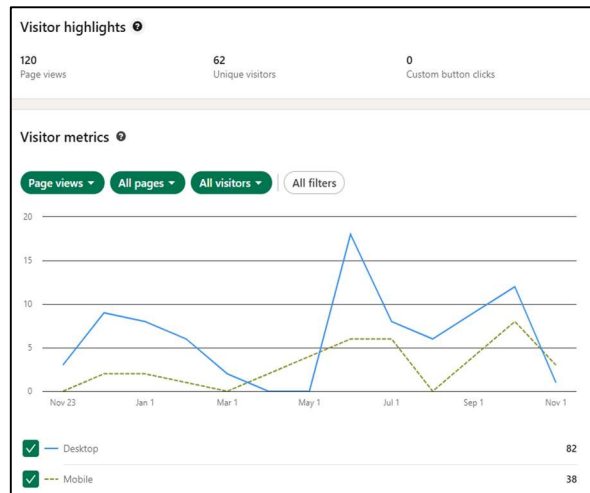 Visitor highlights
120 62 0
Page views Unique visitors Custom button clicks
Visitor metrics
Page views All pages All visitors All filters
20
15
10
5
0
Nov 23 Jan 1 Mar 1 May 1 Jul 1 Sep 1 Nov 1
Desktop 82
Mobile 38